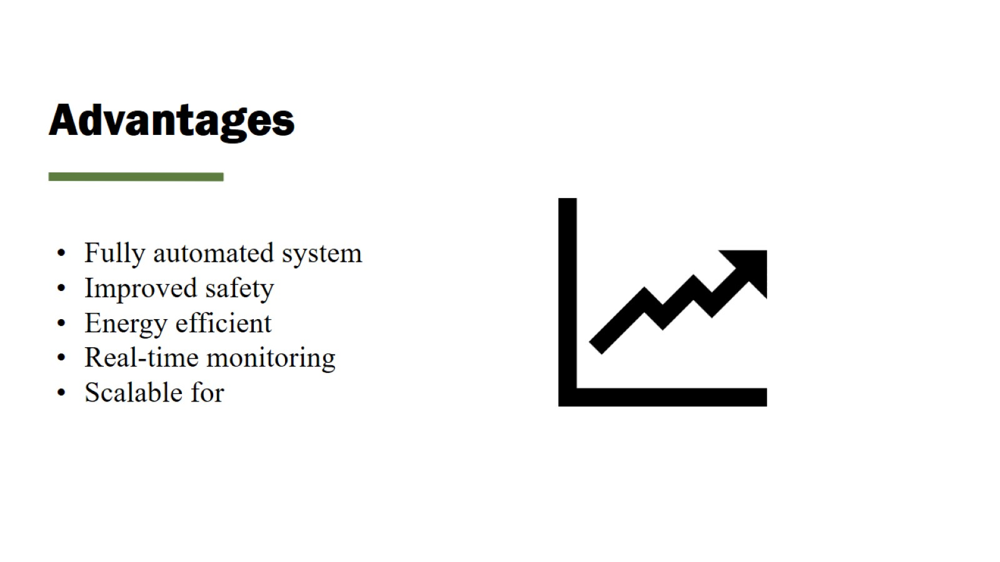 Advantages
• Fully automated system
• Improved safety
• Energy efficient
• Real-time monitoring
• Scalable for